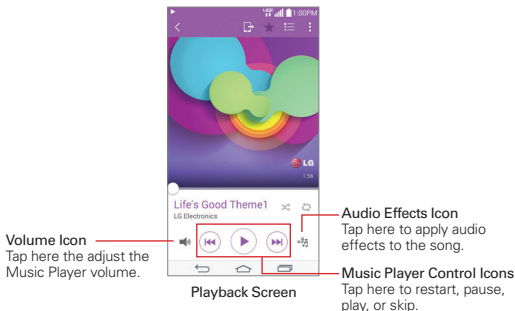 1:00PM
LG
1:56
Life's Good Theme1
LG Electronics
Volume Icon
Tap here the adjust the
Music Player volume.
Audio Effects Icon
Tap here to apply audio
effects to the song.
Music Player Control Icons
Tap here to restart, pause,
play, or skip.
Playback Screen